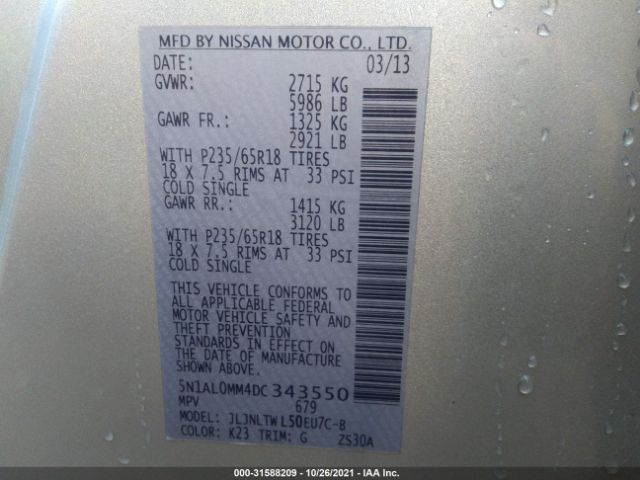 MFD BY NISSAN MOTOR CO., LTD.
DATE: 03/13
GVWR: 2715 KG
5986 LB
GAWR FR.: 1325 KG
2921 LB
WITH P235/65R18 TIRES
18 X 7.5 RIMS AT 33 PSI
COLD SINGLE
GAWR RR.: 1415 KG
3120 LB
WITH P235/65R18 TIRES
18 X 7.5 RIMS AT 33 PSI
COLD SINGLE
THIS VEHICLE CONFORMS TO
ALL APPLICABLE FEDERAL
MOTOR VEHICLE SAFETY AND
THEFT PREVENTION
STANDARDS IN EFFECT ON
THE DATE OF MANUFACTURE
SHOWN ABOVE.
5N1AL0MM4DC343550
MPV 679
MODEL: JLJNLTWL50EU7C-B
COLOR: K23 TRIM: G ZS30A
000-31588209 - 10/26/2021 - IAA Inc.